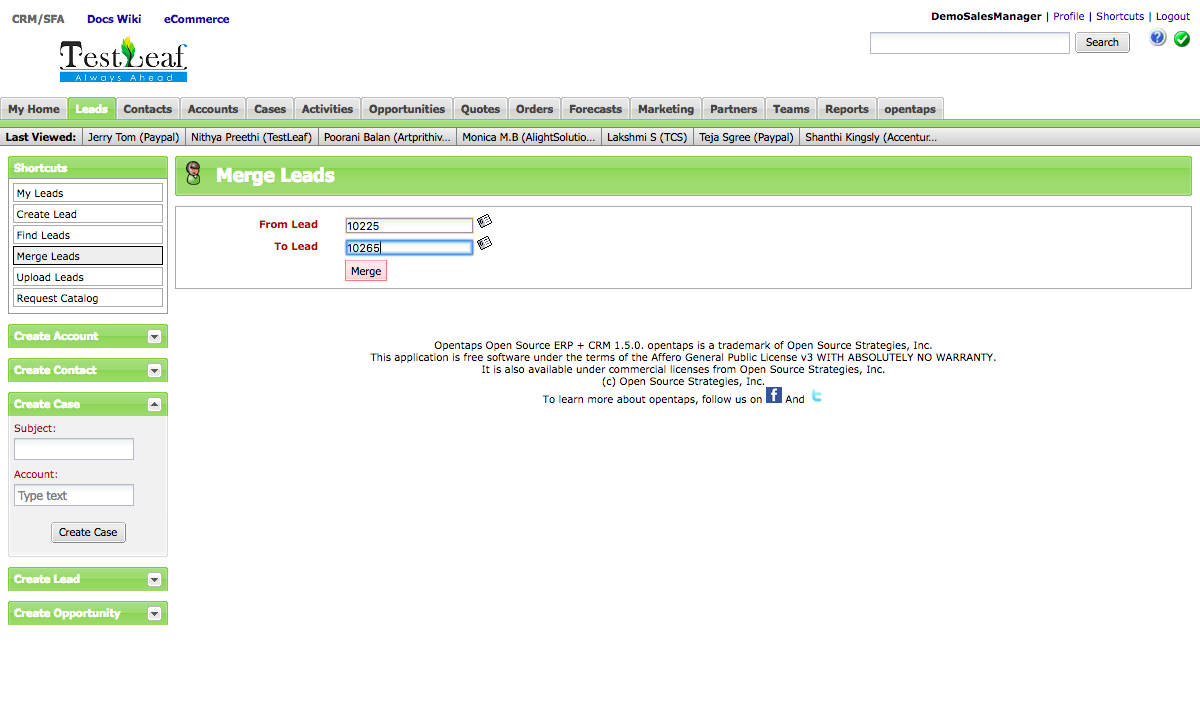 CRM/SFA Docs Wiki eCommerce
DemoSalesManager | Profile | Shortcuts | Logout
Search
TestLeaf
Always Ahead
My Home Leads Contacts Accounts Cases Activities Opportunities Quotes Orders Forecasts Marketing Partners Teams Reports opentaps
Last Viewed: Jerry Tom (Paypal) Nithya Preethi (TestLeaf) Poorani Balan (Artprithiv... Monica M.B (AlightSolutio... Lakshmi S (TCS) Teja Sgree (Paypal) Shanthi Kingsly (Accentur...
Shortcuts
My Leads
Create Lead
Find Leads
Merge Leads
Upload Leads
Request Catalog
Create Account
Create Contact
Create Case
Subject:
Account:
Type text
Create Case
Create Lead
Create Opportunity
Merge Leads
From Lead 10225
To Lead 10265
Merge
Opentaps Open Source ERP + CRM 1.5.0. opentaps is a trademark of Open Source Strategies, Inc.
This application is free software under the terms of the Affero General Public License v3 WITH ABSOLUTELY NO WARRANTY.
It is also available under commercial licenses from Open Source Strategies, Inc.
(c) Open Source Strategies, Inc.
To learn more about opentaps, follow us on f And t